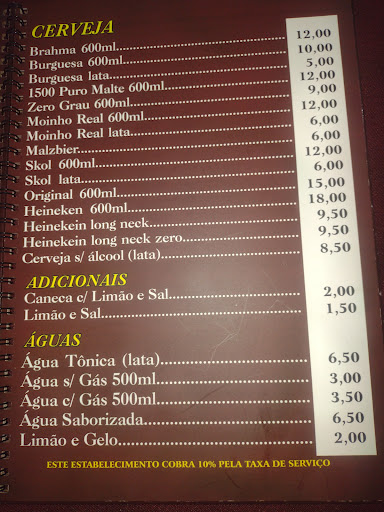 CERVEJA
Brahma 600ml 12,00
Burguesa 600ml 10,00
Burguesa lata 5,00
1500 Puro Malte 600ml 12,00
Zero Grau 600ml 9,00
Moinho Real 600ml 12,00
Moinho Real lata 6,00
Malzbier 6,00
Skol 600ml 12,00
Skol lata 6,00
Original 600ml 15,00
Heineken 600ml 18,00
Heinekein long neck 9,50
Heinekein long neck zero 9,50
Cerveja s/ álcool (lata) 8,50
ADICIONAIS
Caneca c/ Limão e Sal 2,00
Limão e Sal 1,50
ÁGUAS
Água Tônica (lata) 6,50
Água s/ Gás 500ml 3,00
Água c/ Gás 500ml 3,50
Água Saborizada 6,50
Limão e Gelo 2,00
ESTE ESTABELECIMENTO COBRA 10% PELA TAXA DE SERVIÇO